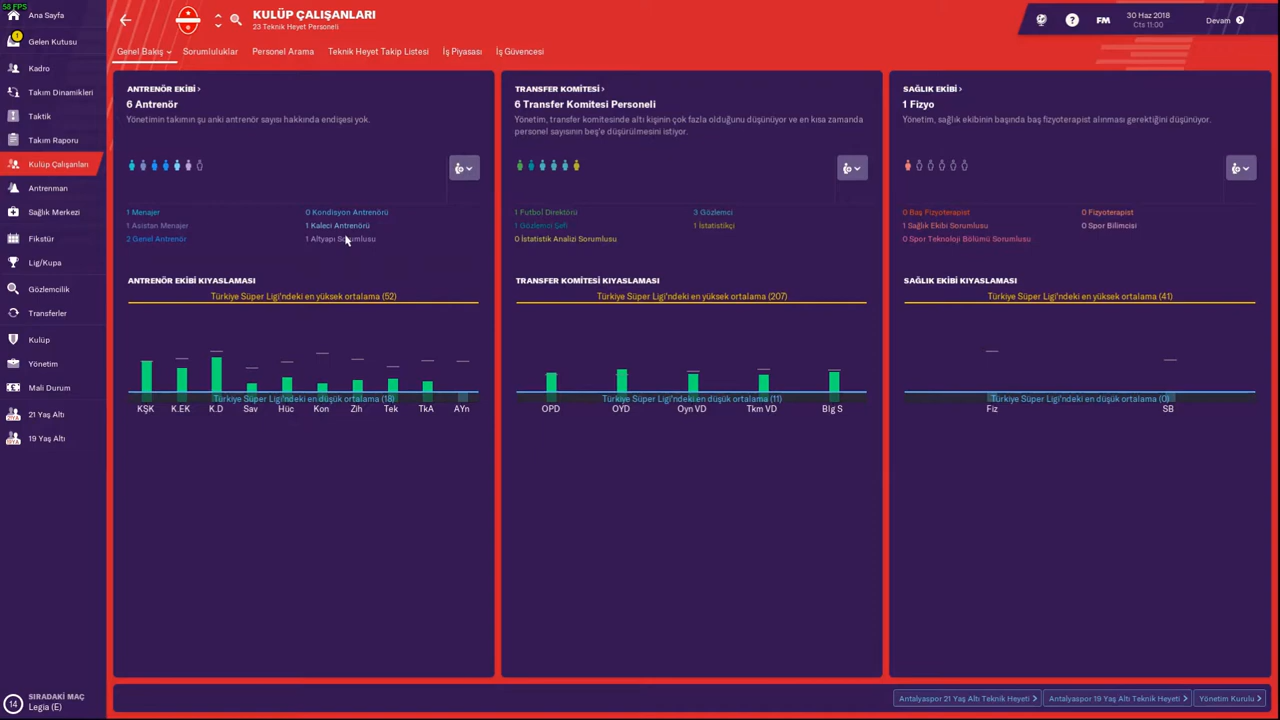 58 FPS
Ana Sayfa
1
Gelen Kutusu
Kadro
Takım Dinamikleri
Taktik
Takım Raporu
Kulüp Çalışanları
Antrenman
Sağlık Merkezi
Fikstür
Lig/Kupa
Gözlemcilik
Transferler
Kulüp
Yönetim
Mali Durum
21 Yaş Altı
19 Yaş Altı
14
SIRADAKİ MAÇ
Legia (E)
KULÜP ÇALIŞANLARI
23 Teknik Heyet Personeli
FM
30 Haz 2018
Cts 11:00
Devam
Genel Bakış
Sorumluluklar
Personel Arama
Teknik Heyet Takip Listesi
İş Piyasası
İş Güvencesi
ANTRENÖR EKİBİ
6 Antrenör
Yönetimin takımın şu anki antrenör sayısı hakkında endişesi yok.
1 Menajer
0 Kondisyon Antrenörü
1 Asistan Menajer
1 Kaleci Antrenörü
2 Genel Antrenör
1 Altyapı Sorumlusu
ANTRENÖR EKİBİ KIYASLAMASI
Türkiye Süper Ligi'ndeki en yüksek ortalama (52)
Türkiye Süper Ligi'ndeki en düşük ortalama (18)
KŞK K.EK K.D Sav Hüc Kon Zih Tek TkA AYn
TRANSFER KOMİTESİ
6 Transfer Komitesi Personeli
Yönetim, transfer komitesinde altı kişinin çok fazla olduğunu düşünüyor ve en kısa zamanda
personel sayısının beş'e düşürülmesini istiyor.
1 Futbol Direktörü
3 Gözlemci
1 Gözlemci Şefi
1 İstatistikçi
0 İstatistik Analizi Sorumlusu
TRANSFER KOMİTESİ KIYASLAMASI
Türkiye Süper Ligi'ndeki en yüksek ortalama (207)
Türkiye Süper Ligi'ndeki en düşük ortalama (11)
OPD OYD Oyn VD Tkm VD Blg S
SAĞLIK EKİBİ
1 Fizyo
Yönetim, sağlık ekibinin başında baş fizyoterapist alınması gerektiğini düşünüyor.
0 Baş Fizyoterapist
0 Fizyoterapist
1 Sağlık Ekibi Sorumlusu
0 Spor Bilimcisi
0 Spor Teknoloji Bölümü Sorumlusu
SAĞLIK EKİBİ KIYASLAMASI
Türkiye Süper Ligi'ndeki en yüksek ortalama (41)
Türkiye Süper Ligi'ndeki en düşük ortalama (0)
Fiz SB
Antalyaspor 21 Yaş Altı Teknik Heyeti
Antalyaspor 19 Yaş Altı Teknik Heyeti
Yönetim Kurulu